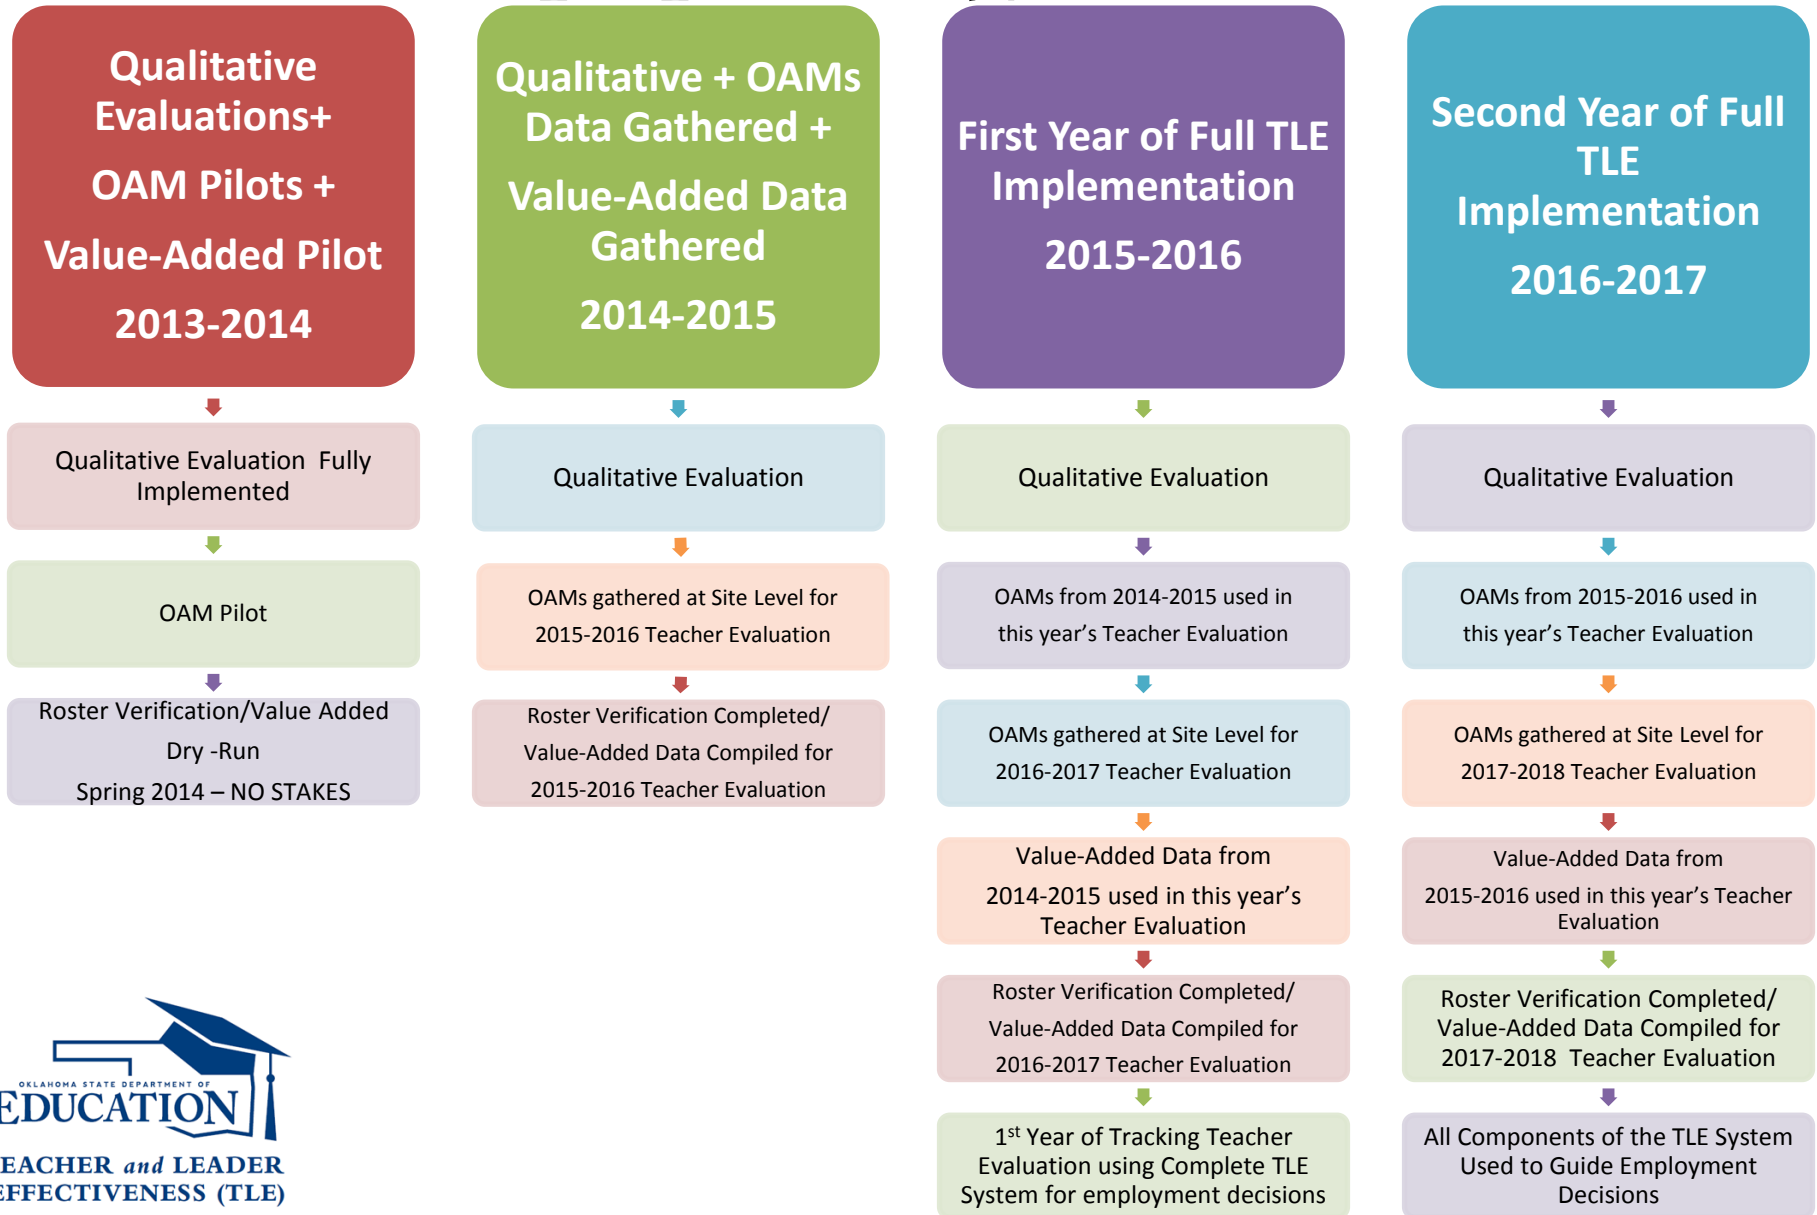 Qualitative
Evaluations+
OAM Pilots +
Value-Added Pilot
2013-2014
Qualitative Evaluation Fully
Implemented
OAM Pilot
Roster Verification/Value Added
Dry -Run
Spring 2014 – NO STAKES
Qualitative + OAMs
Data Gathered +
Value-Added Data
Gathered
2014-2015
Qualitative Evaluation
OAMs gathered at Site Level for
2015-2016 Teacher Evaluation
Roster Verification Completed/
Value-Added Data Compiled for
2015-2016 Teacher Evaluation
First Year of Full TLE
Implementation
2015-2016
Qualitative Evaluation
OAMs from 2014-2015 used in
this year’s Teacher Evaluation
OAMs gathered at Site Level for
2016-2017 Teacher Evaluation
Value-Added Data from
2014-2015 used in this year’s
Teacher Evaluation
Roster Verification Completed/
Value-Added Data Compiled for
2016-2017 Teacher Evaluation
1st Year of Tracking Teacher
Evaluation using Complete TLE
System for employment decisions
Second Year of Full
TLE
Implementation
2016-2017
Qualitative Evaluation
OAMs from 2015-2016 used in
this year’s Teacher Evaluation
OAMs gathered at Site Level for
2017-2018 Teacher Evaluation
Value-Added Data from
2015-2016 used in this year’s Teacher
Evaluation
Roster Verification Completed/
Value-Added Data Compiled for
2017-2018 Teacher Evaluation
All Components of the TLE System
Used to Guide Employment
Decisions
OKLAHOMA STATE DEPARTMENT OF
EDUCATION
EACHER and LEADER
EFFECTIVENESS (TLE)